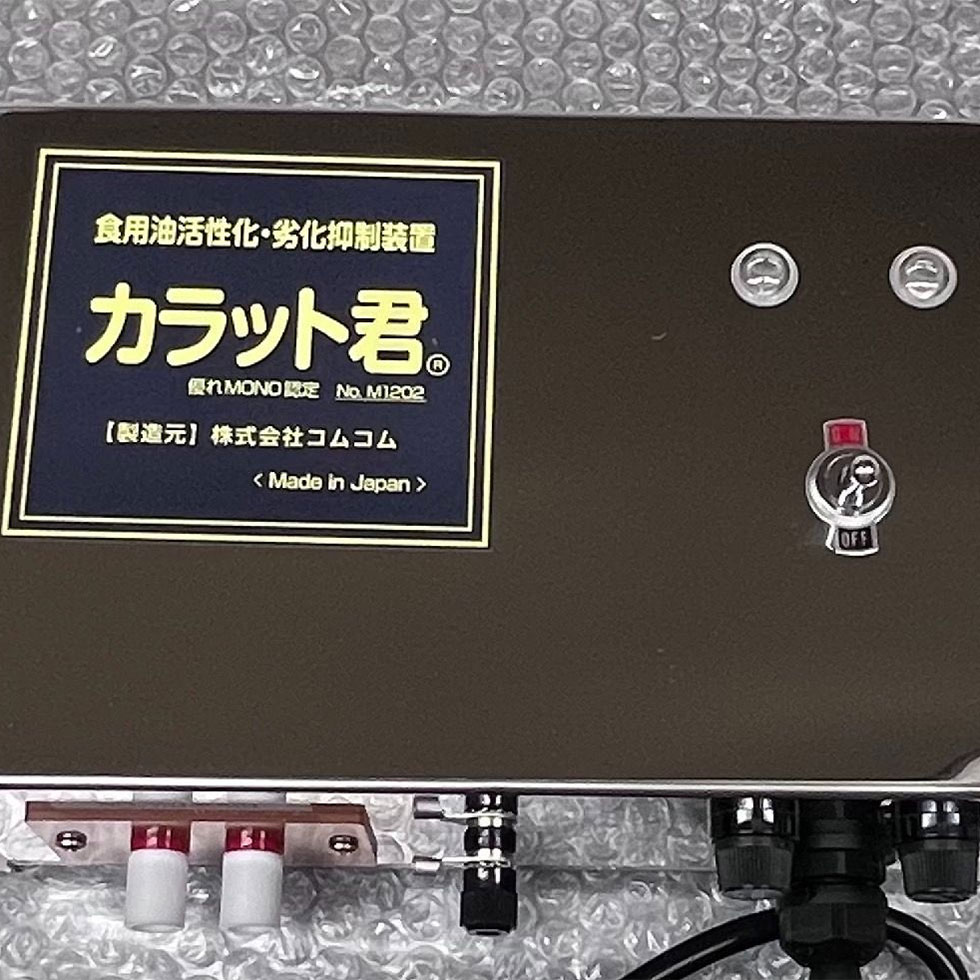 食用油活性化・劣化抑制装置
カラット君®
優れMONO認定 No. M1202
【製造元】株式会社コムコム
< Made in Japan >
OFF